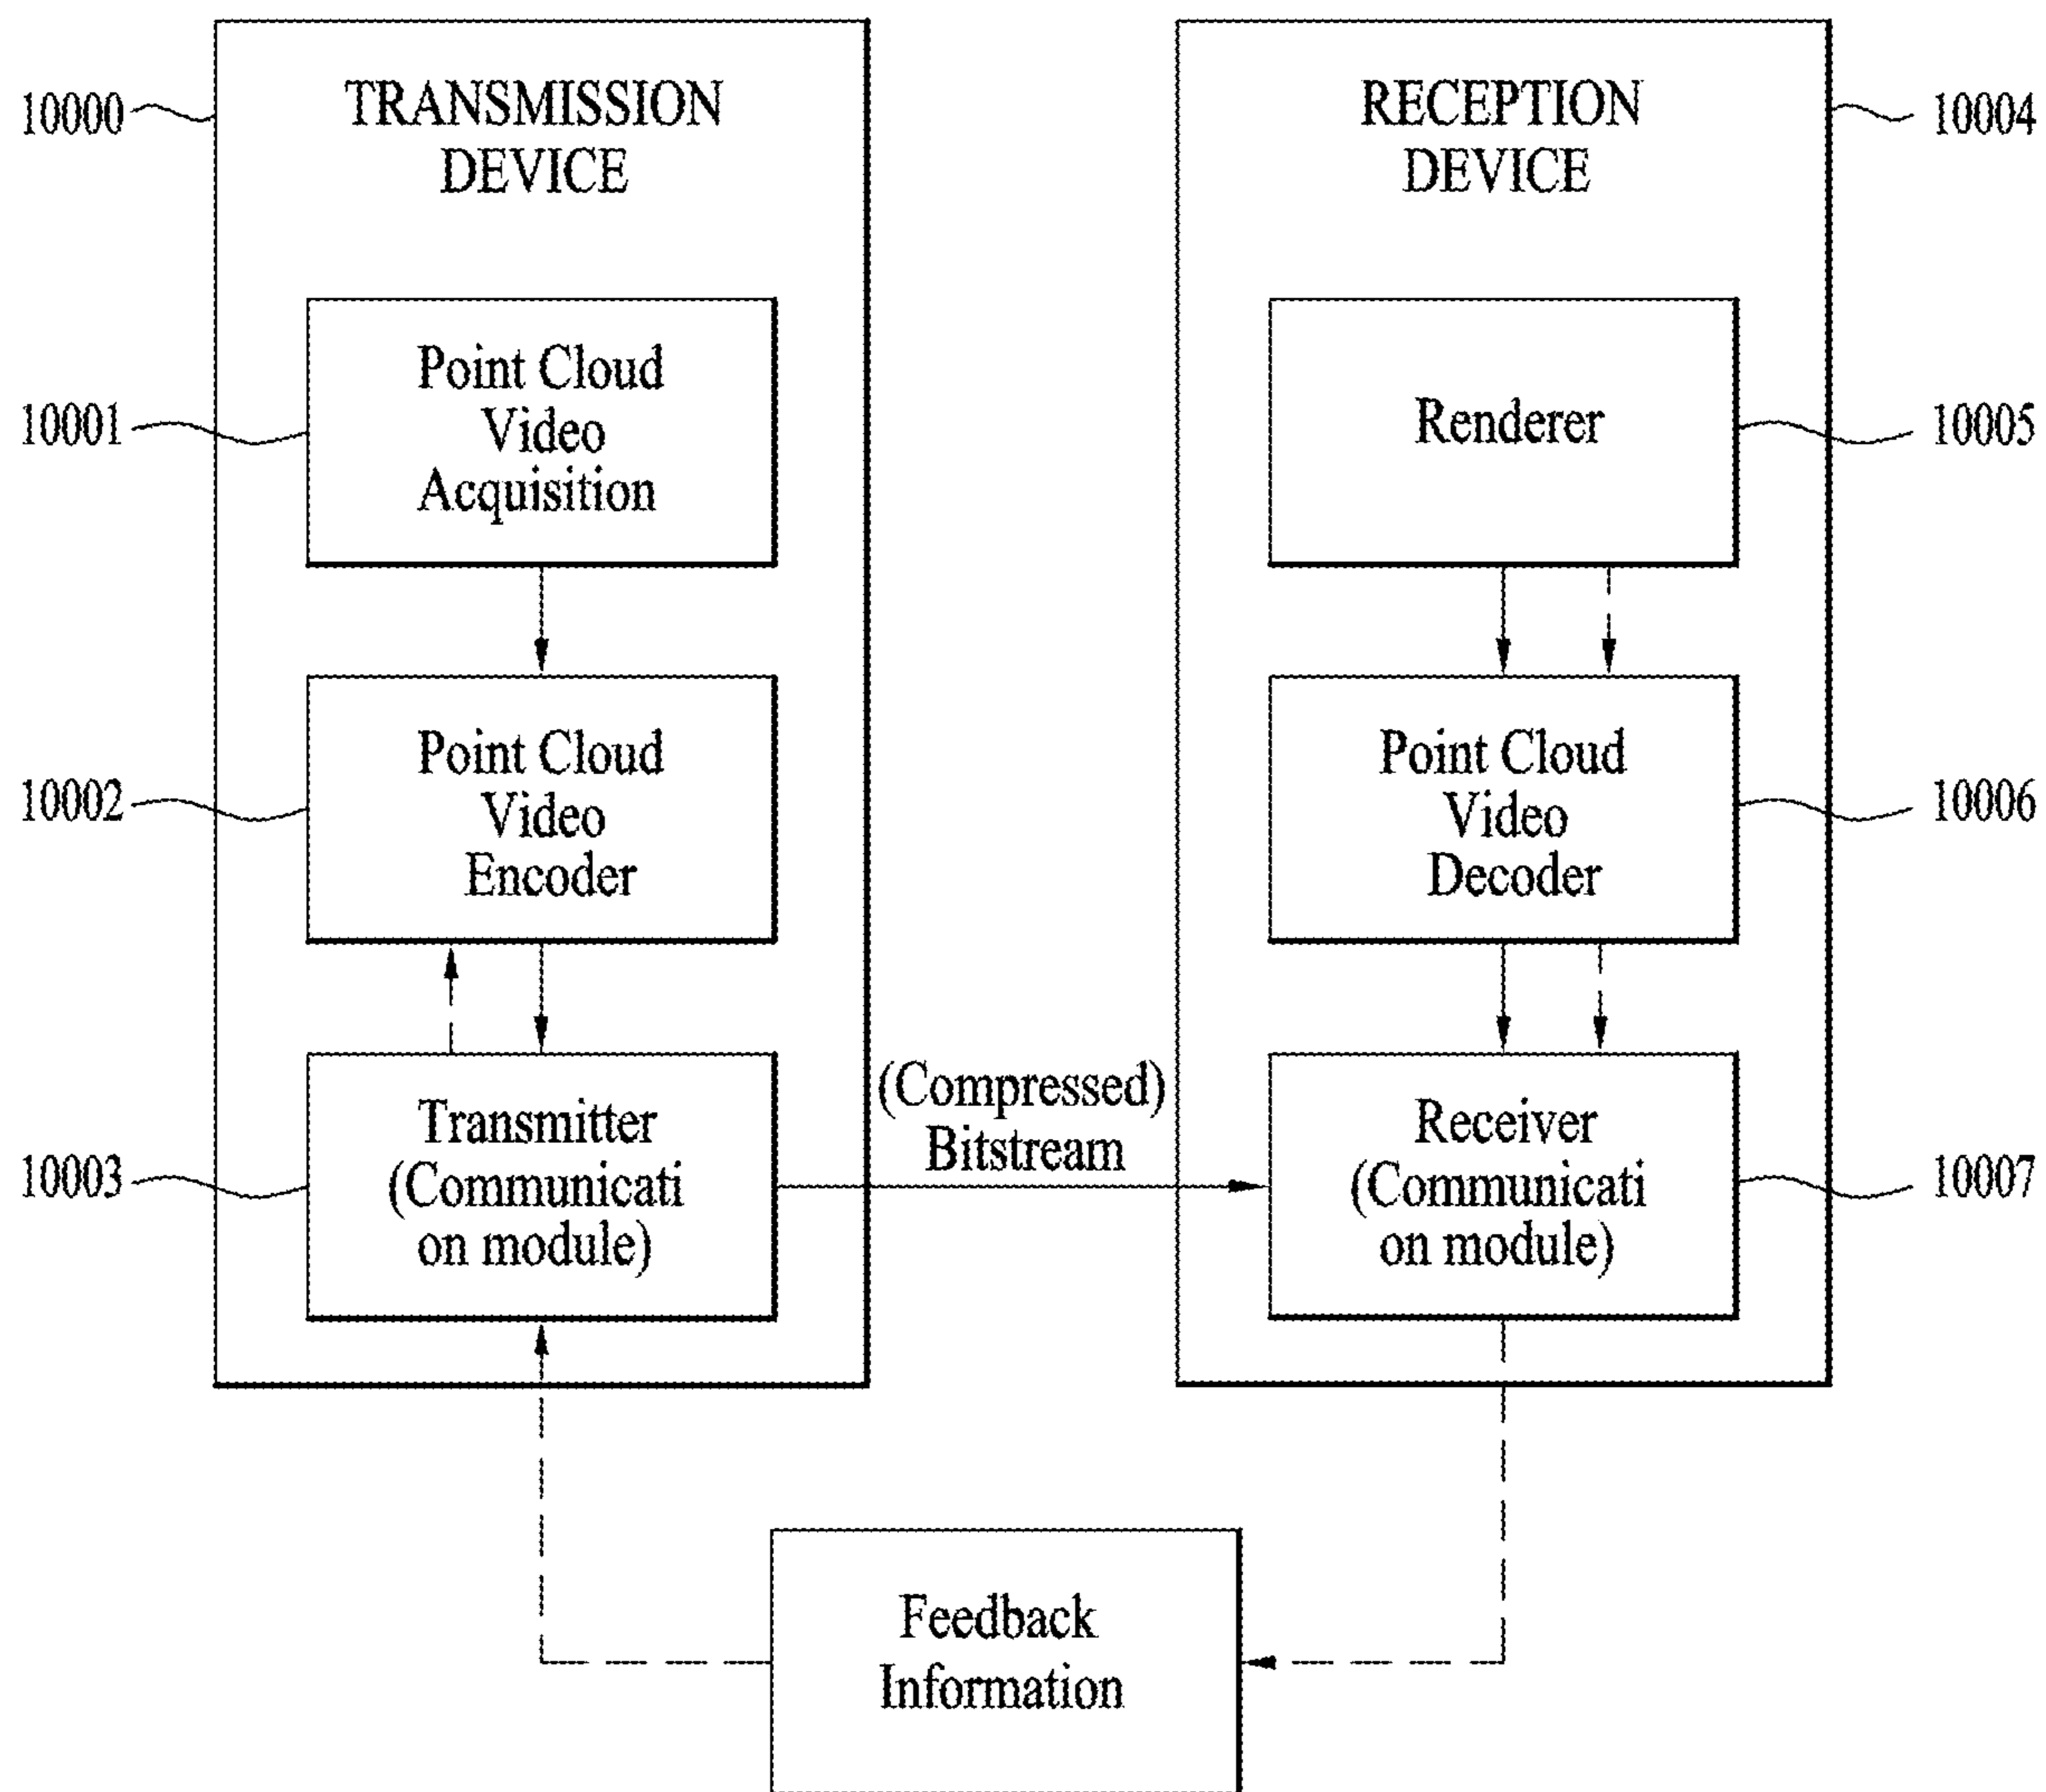 10000
TRANSMISSION
DEVICE
10001
Point Cloud
Video
Acquisition
10002
Point Cloud
Video
Encoder
10003
Transmitter
(Communicati
on module)
(Compressed)
Bitstream
RECEPTION
DEVICE
10004
Renderer
10005
Point Cloud
Video
Decoder
10006
Receiver
(Communicati
on module)
10007
Feedback
Information